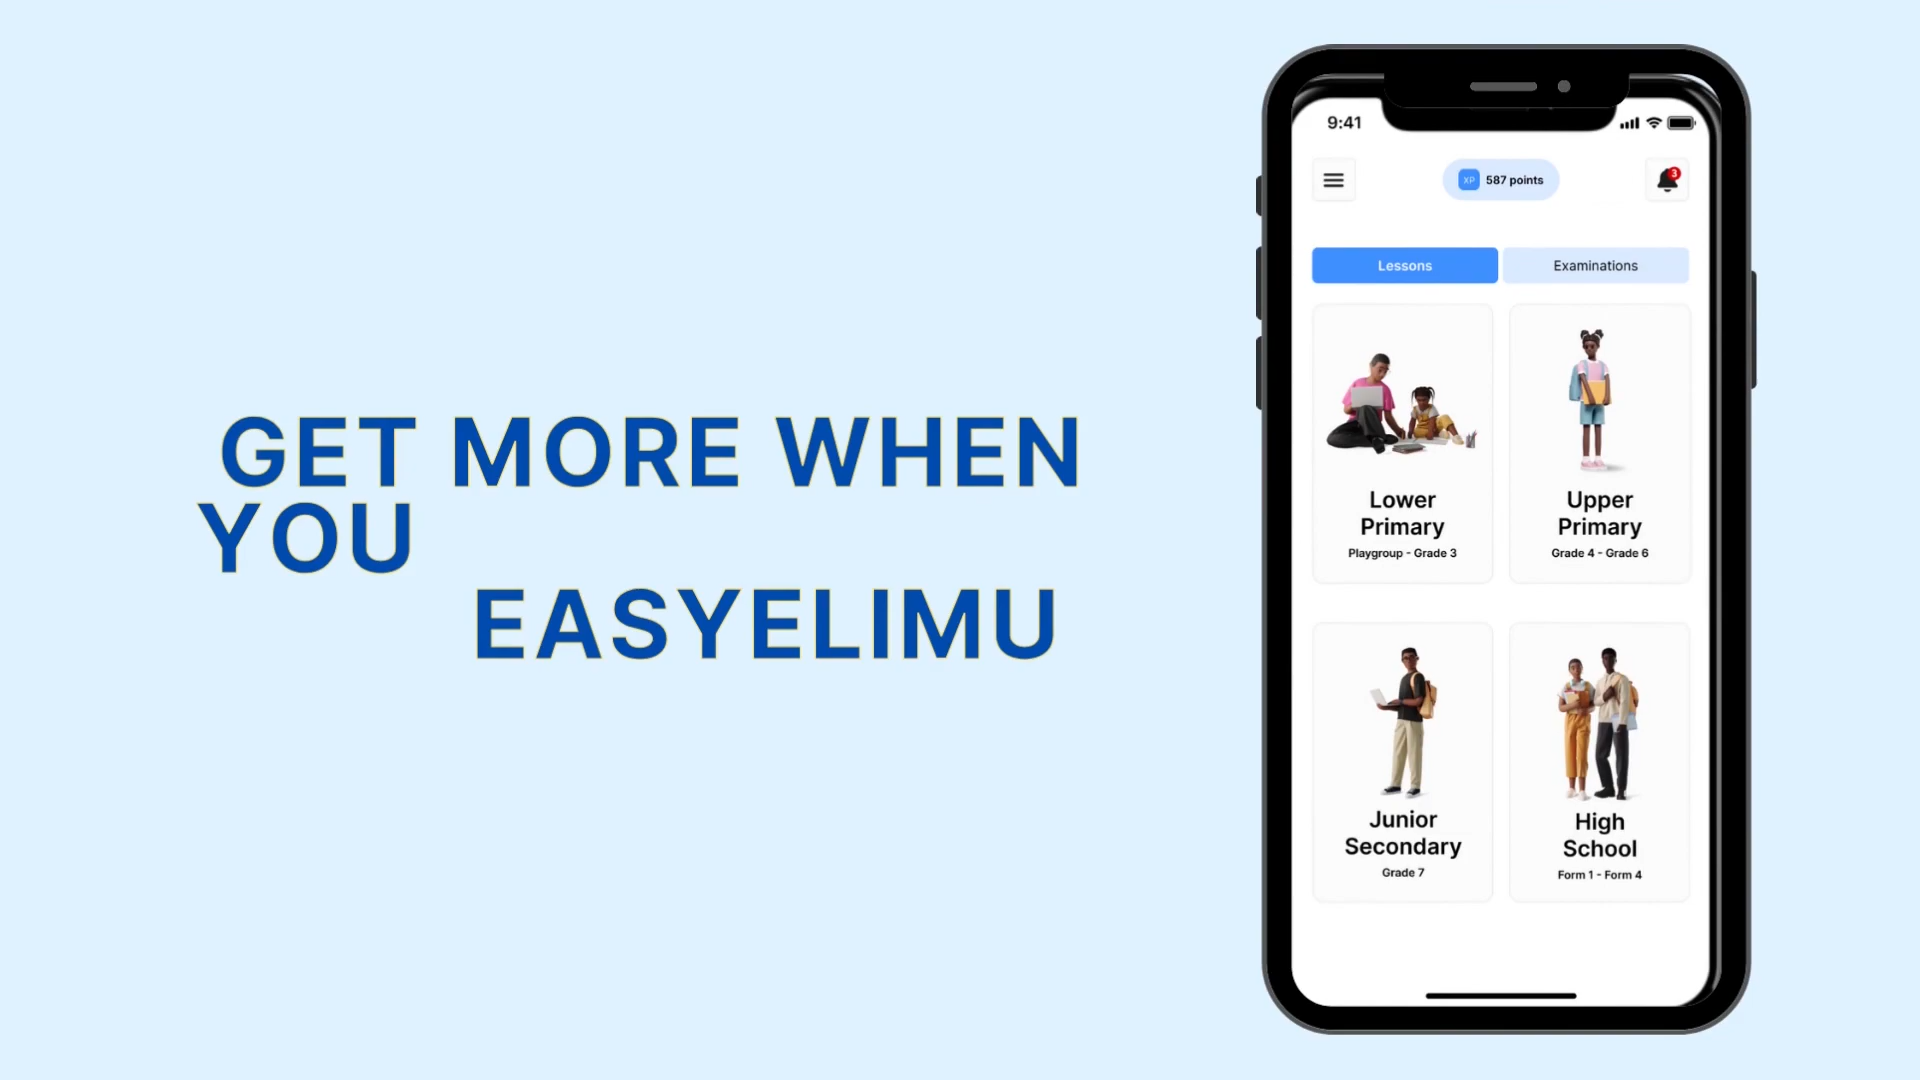 GET MORE WHEN
YOU
EASYELIMU
9:41
XP 587 points
3
Lessons Examinations
Lower
Primary
Playgroup - Grade 3
Upper
Primary
Grade 4 - Grade 6
Junior
Secondary
Grade 7
High
School
Form 1 - Form 4